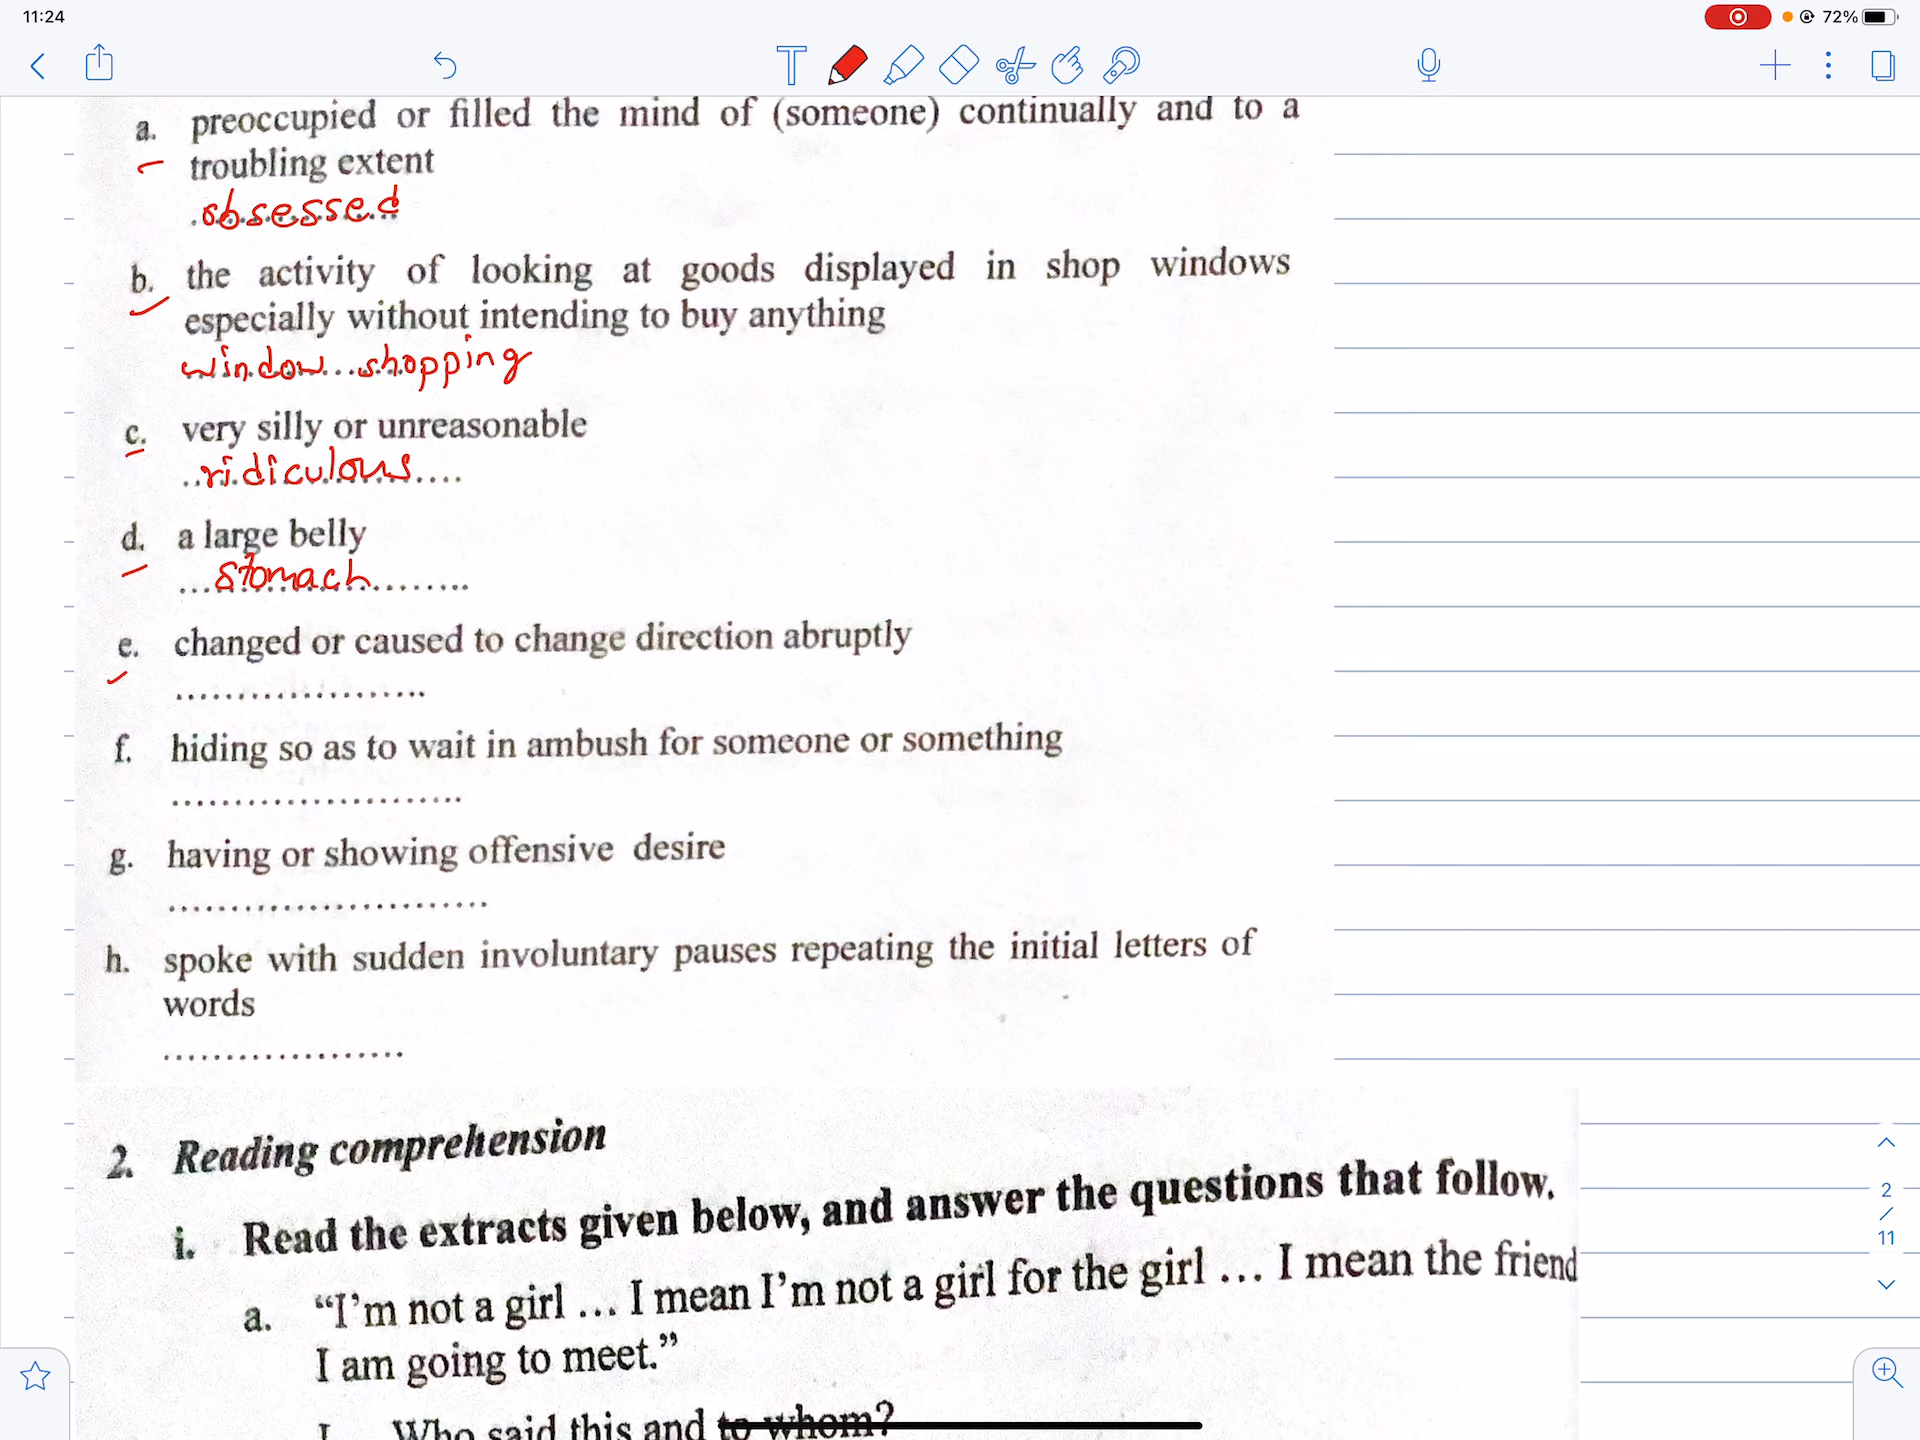 11:24
72%
a. preoccupied or filled the mind of (someone) continually and to a
troubling extent
obsessed
b. the activity of looking at goods displayed in shop windows
especially without intending to buy anything
window shopping
c. very silly or unreasonable
ridiculous
d. a large belly
stomach
e. changed or caused to change direction abruptly
f. hiding so as to wait in ambush for someone or something
g. having or showing offensive desire
h. spoke with sudden involuntary pauses repeating the initial letters of
words
2. Reading comprehension
i. Read the extracts given below, and answer the questions that follow.
a. “I’m not a girl ... I mean I’m not a girl for the girl ... I mean the friend
I am going to meet.”
I. Who said this and to whom?
2
/
11